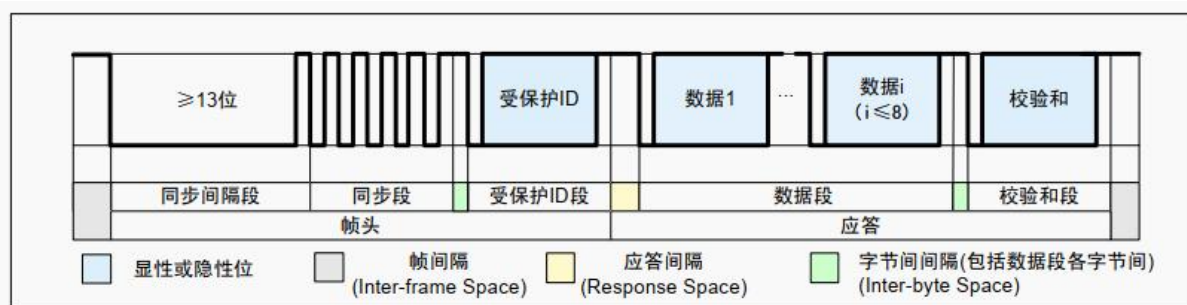 ≥13位
受保护ID
数据1
...
数据i
(i≤8)
校验和
同步间隔段
同步段
受保护ID段
数据段
校验和段
帧头
应答
显性或隐性位
帧间隔
(Inter-frame Space)
应答间隔
(Response Space)
字节间间隔(包括数据段各字节间)
(Inter-byte Space)